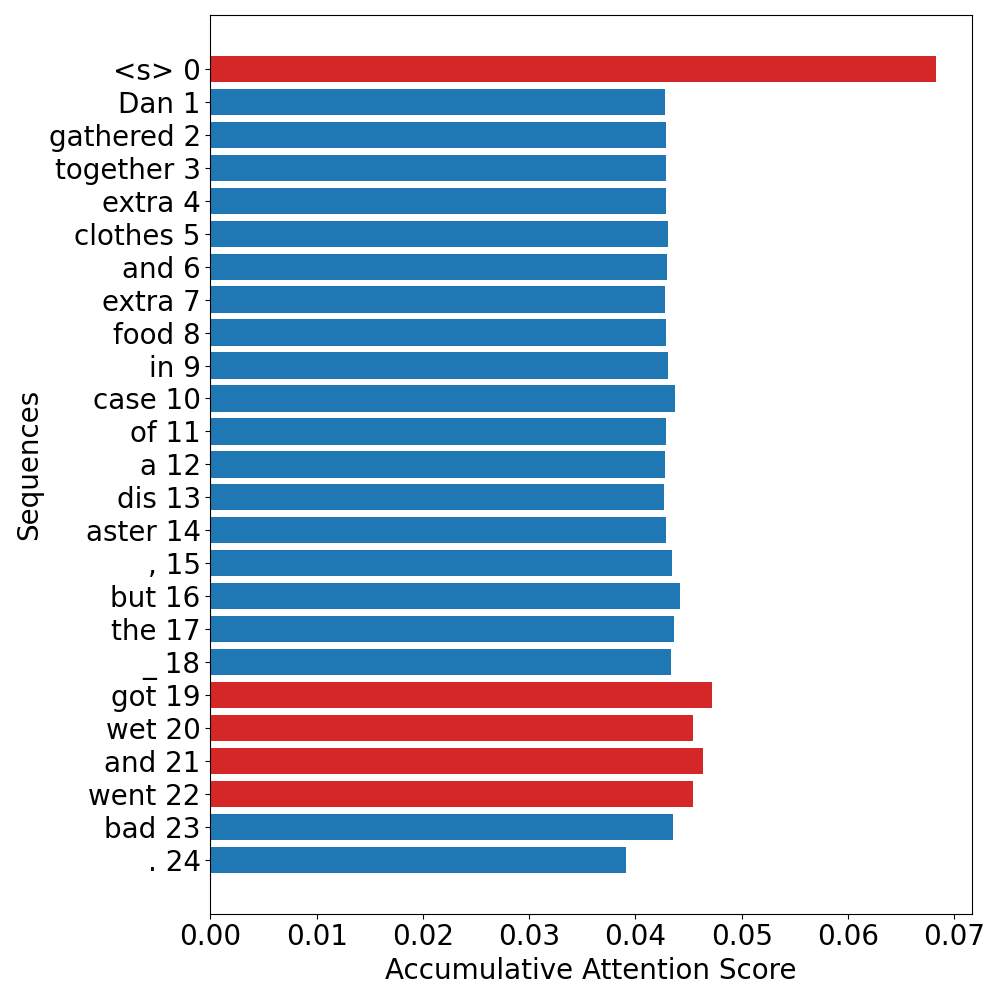 <s> 0
Dan 1
gathered 2
together 3
extra 4
clothes 5
and 6
extra 7
food 8
in 9
case 10
of 11
a 12
dis 13
aster 14
, 15
but 16
the 17
_ 18
got 19
wet 20
and 21
went 22
bad 23
. 24
Sequences
0.00 0.01 0.02 0.03 0.04 0.05 0.06 0.07
Accumulative Attention Score